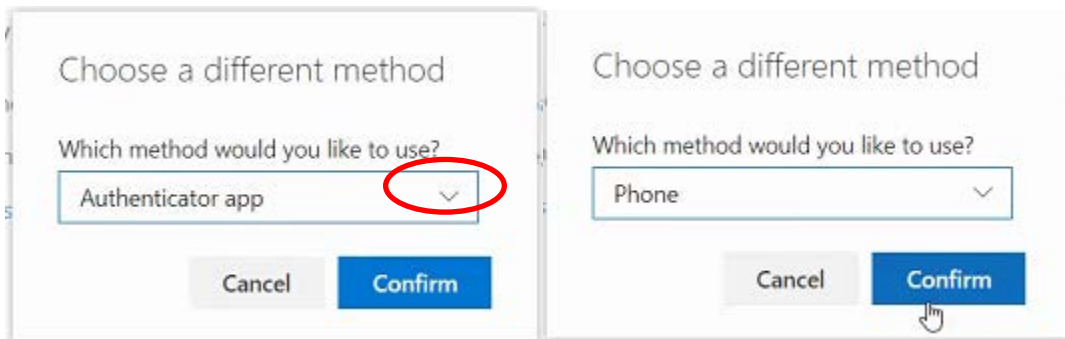 Choose a different method
Which method would you like to use?
Authenticator app
Cancel Confirm
Choose a different method
Which method would you like to use?
Phone
Cancel Confirm